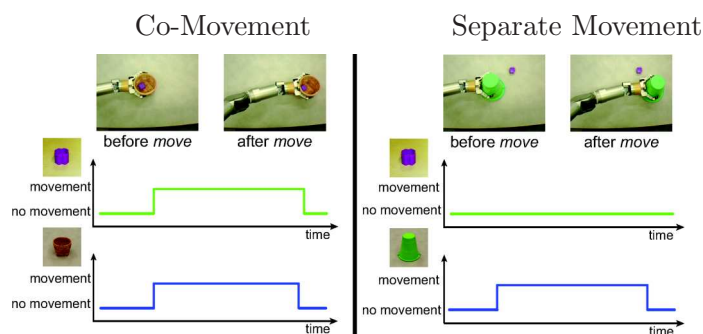 Co-Movement
before move
after move
movement
no movement
time
movement
no movement
time
Separate Movement
before move
after move
movement
no movement
time
movement
no movement
time